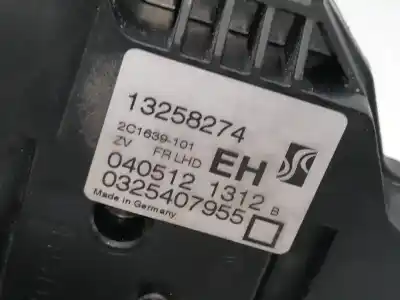 13258274
2C1639-101
ZV FR LHD EH
040512 1312 B
0325407955
Made in Germany